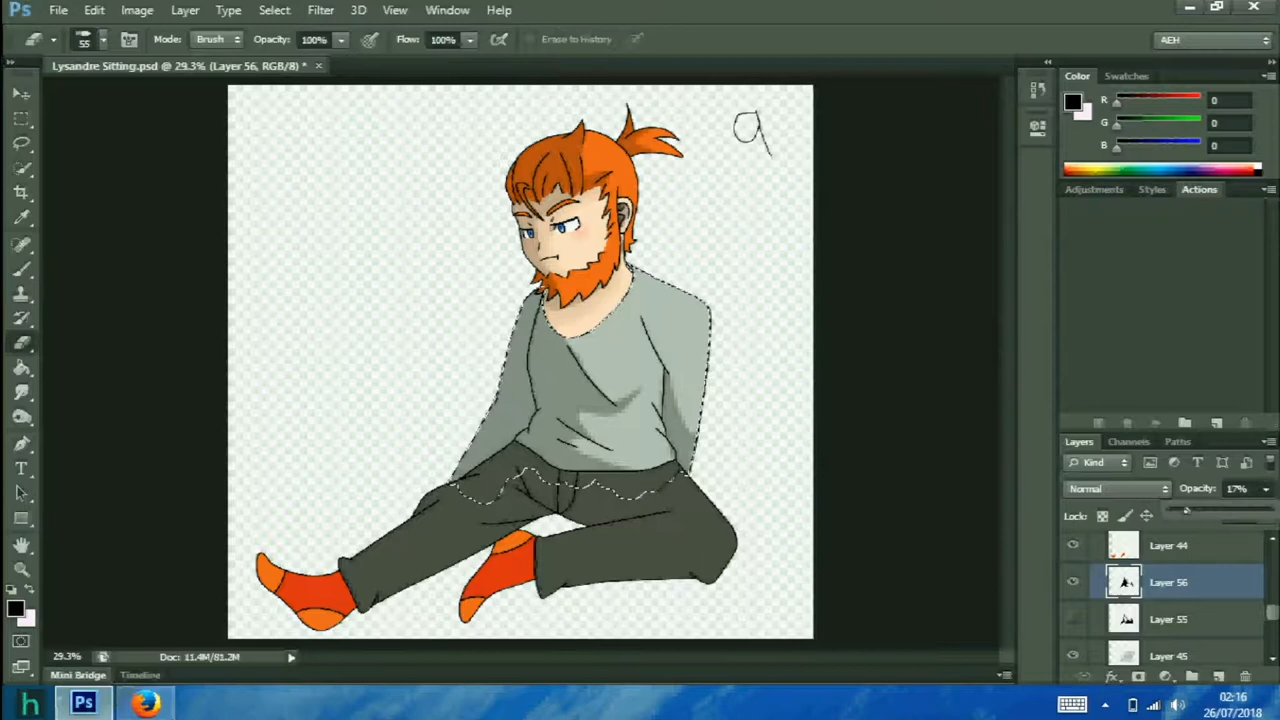 Ps File Edit Image Layer Type Select Filter 3D View Window Help
55 Mode: Brush Opacity: 100% Flow: 100% Erase to History AEH
Lysandre Sitting.psd @ 29.3% (Layer 56, RGB/8) * ×
Color Swatches
R 0
G 0
B 0
a
Adjustments Styles Actions
Layers Channels Paths
Kind
Normal Opacity: 17%
Lock:
Layer 44
Layer 56
Layer 55
Layer 45
29.3% Doc: 11.4M/81.2M
Mini Bridge Timeline
h Ps 02:16
26/07/2018